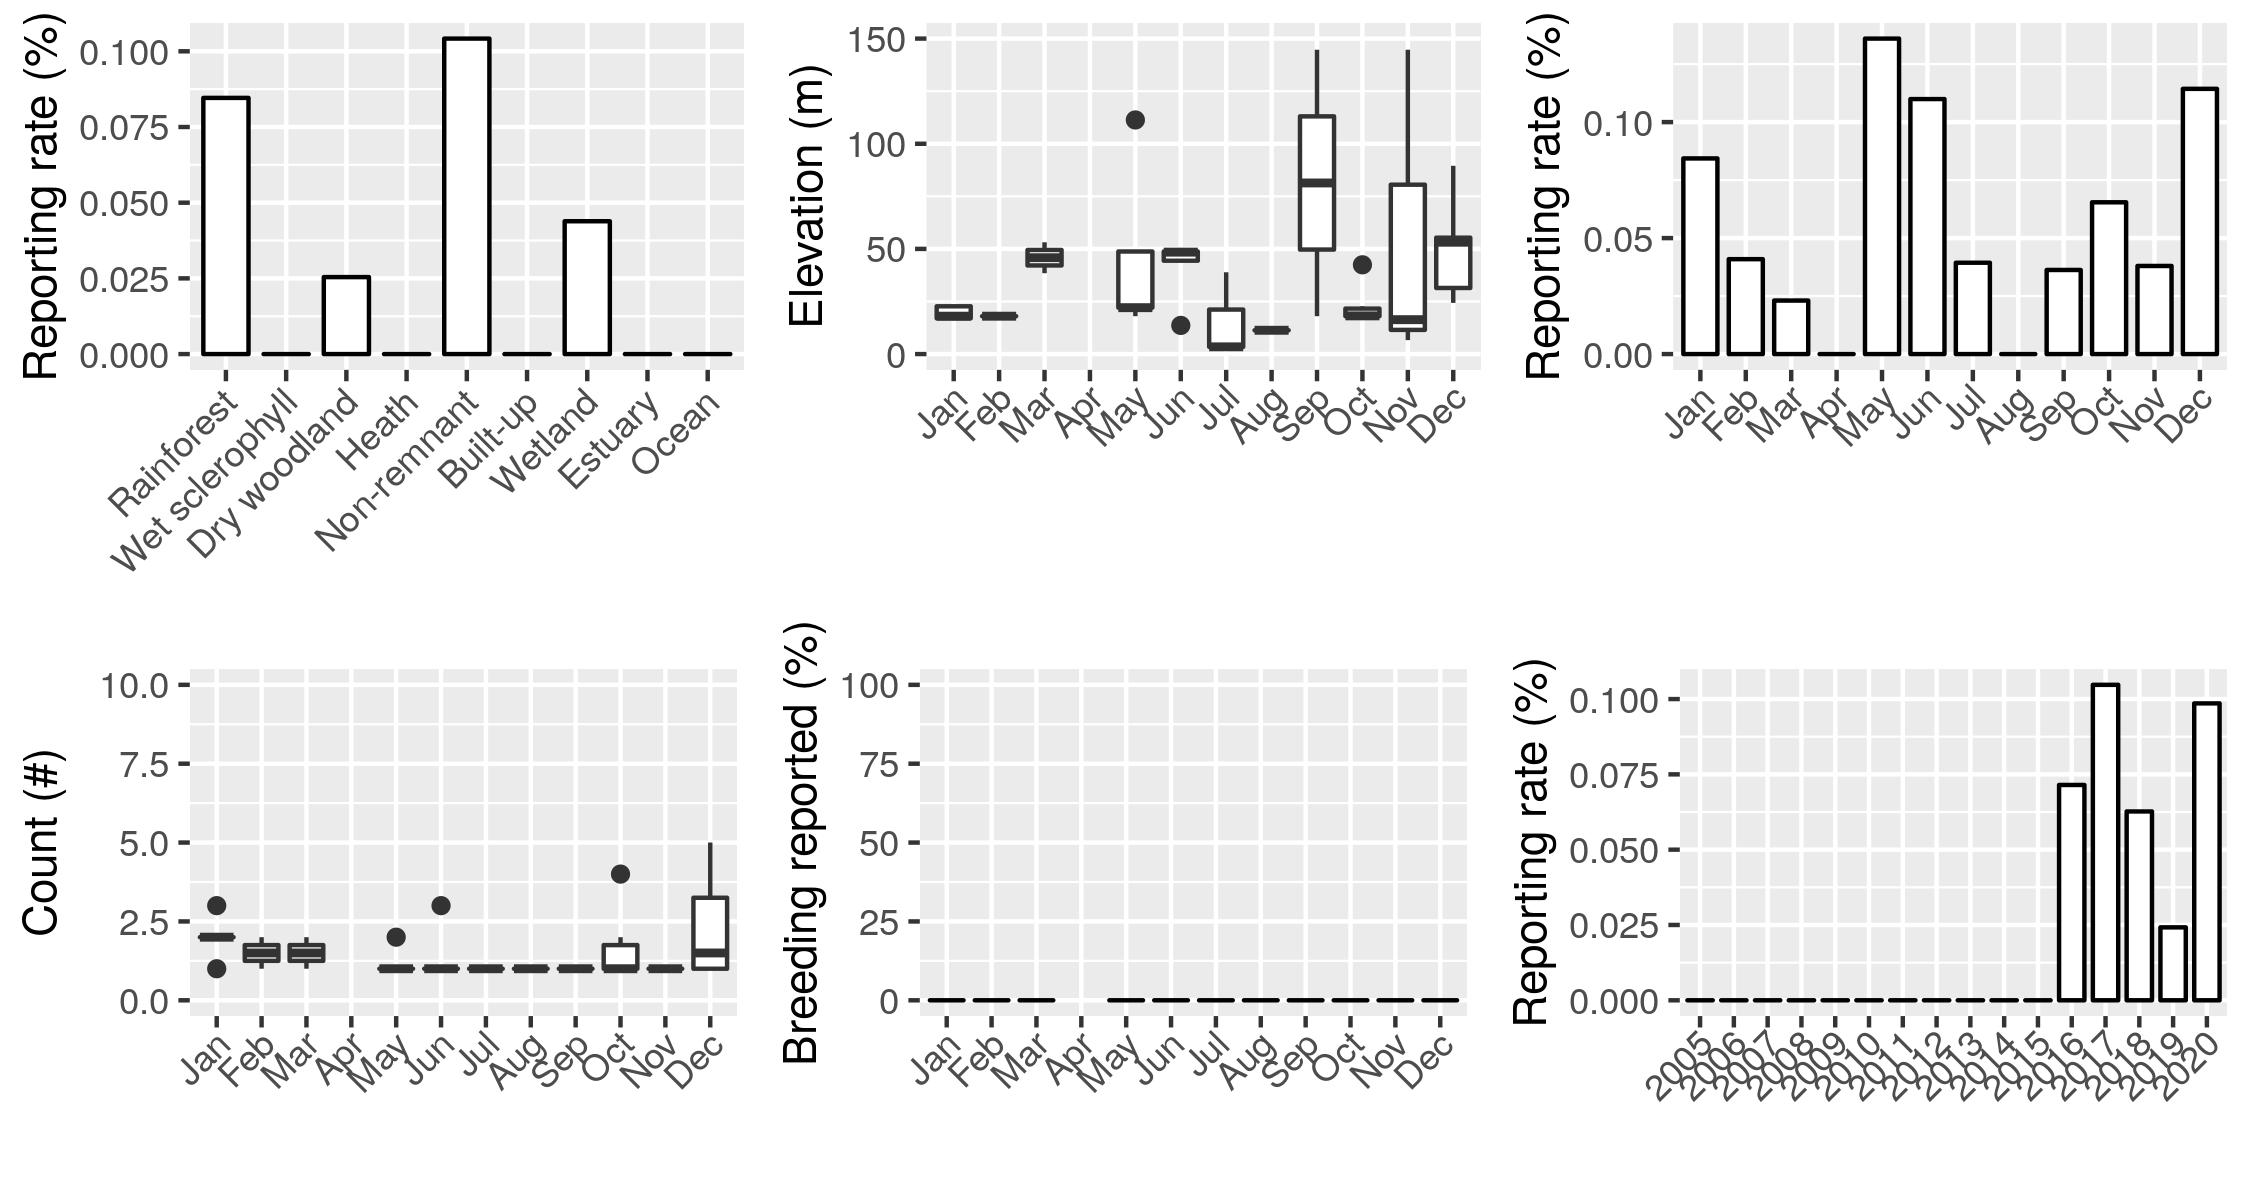 Reporting rate (%)
0.100
0.075
0.050
0.025
0.000
Rainforest
Wet sclerophyll
Dry woodland
Heath
Non-remnant
Built-up
Wetland
Estuary
Ocean
Elevation (m)
150
100
50
0
Jan
Feb
Mar
Apr
May
Jun
Jul
Aug
Sep
Oct
Nov
Dec
Reporting rate (%)
0.10
0.05
0.00
Jan
Feb
Mar
Apr
May
Jun
Jul
Aug
Sep
Oct
Nov
Dec
Count (#)
10.0
7.5
5.0
2.5
0.0
Jan
Feb
Mar
Apr
May
Jun
Jul
Aug
Sep
Oct
Nov
Dec
Breeding reported (%)
100
75
50
25
0
Jan
Feb
Mar
Apr
May
Jun
Jul
Aug
Sep
Oct
Nov
Dec
Reporting rate (%)
0.100
0.075
0.050
0.025
0.000
2005
2006
2007
2008
2009
2010
2011
2012
2013
2014
2015
2016
2017
2018
2019
2020